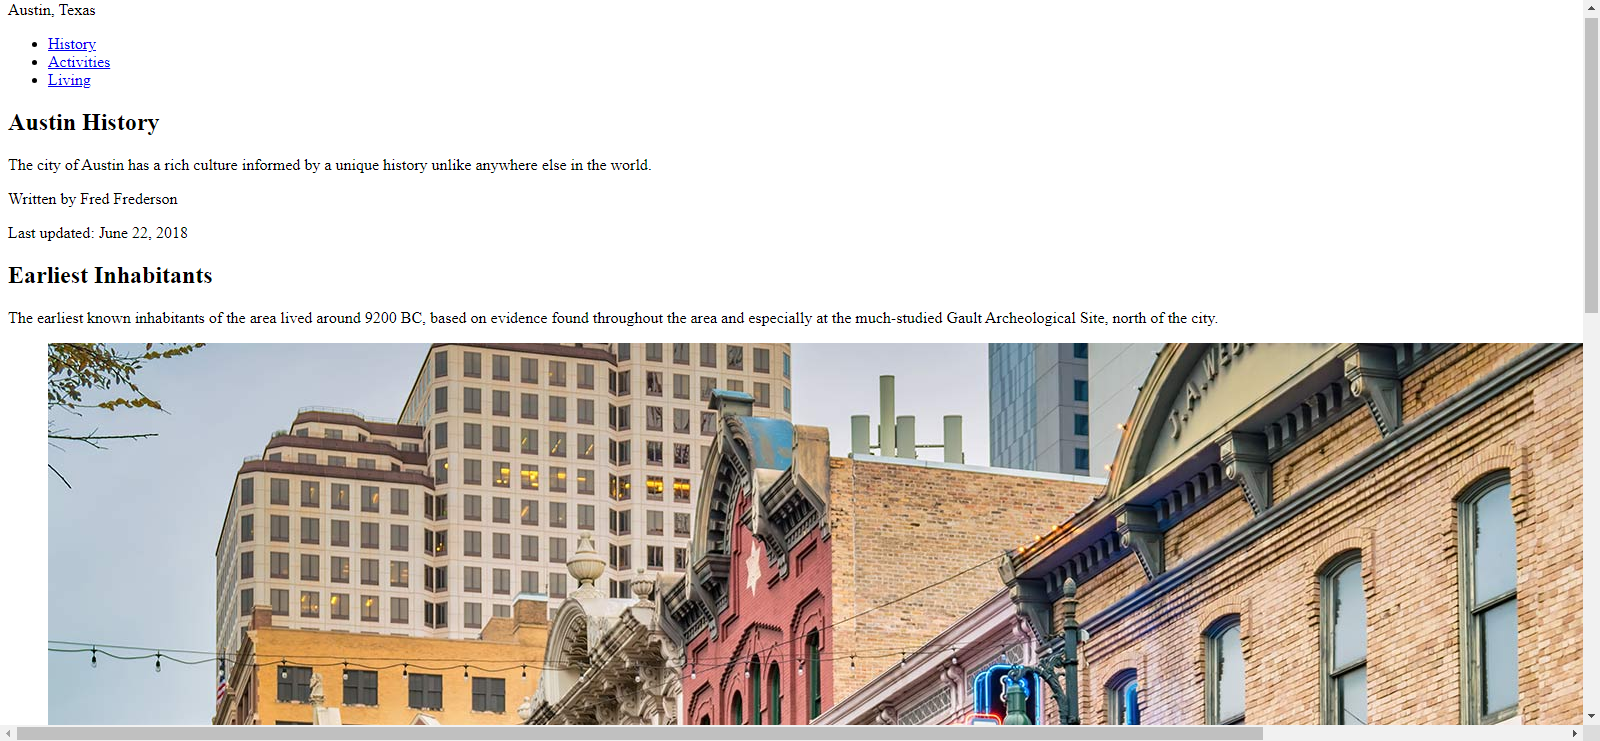 Austin, Texas
History
Activities
Living
Austin History
The city of Austin has a rich culture informed by a unique history unlike anywhere else in the world.
Written by Fred Frederson
Last updated: June 22, 2018
Earliest Inhabitants
The earliest known inhabitants of the area lived around 9200 BC, based on evidence found throughout the area and especially at the much-studied Gault Archeological Site, north of the city.
J.A.